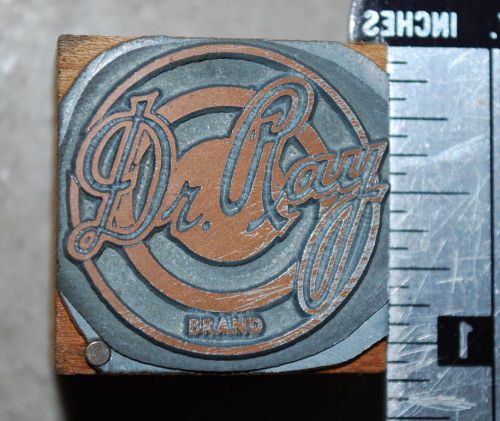 INCHES
Dr. Ray
BRAND
1